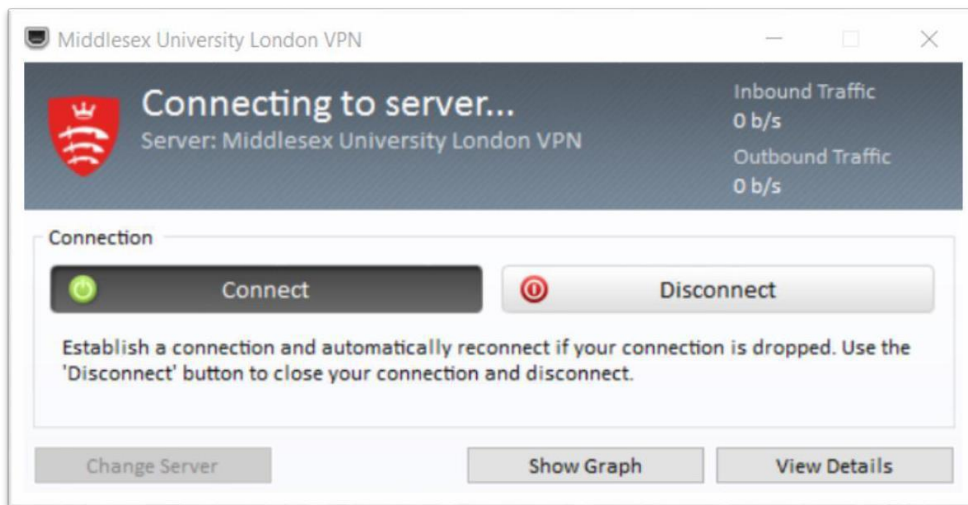 Middlesex University London VPN
Connecting to server...
Server: Middlesex University London VPN
Inbound Traffic
0 b/s
Outbound Traffic
0 b/s
Connection
Connect
Disconnect
Establish a connection and automatically reconnect if your connection is dropped. Use the
'Disconnect' button to close your connection and disconnect.
Change Server
Show Graph
View Details